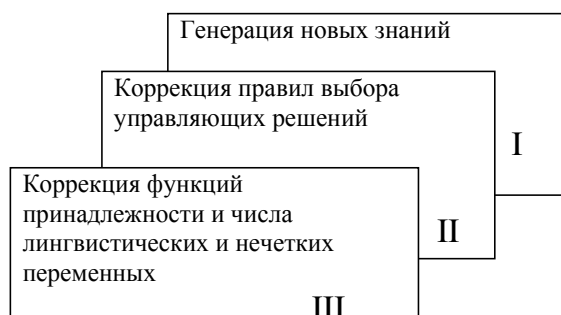 Генерация новых знаний
Коррекция правил выбора
управляющих решений
I
Коррекция функций
принадлежности и числа
лингвистических и нечетких
переменных
II
III